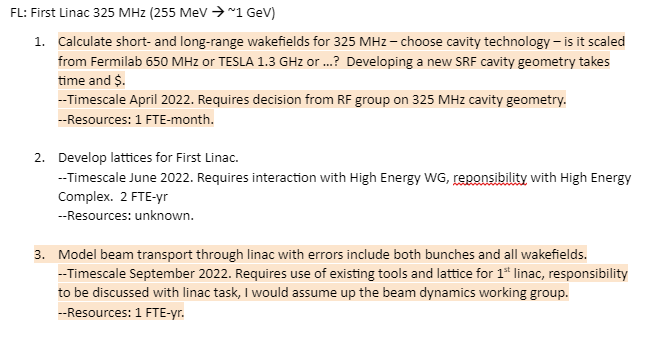 FL: First Linac 325 MHz (255 MeV → ~1 GeV)
1. Calculate short- and long-range wakefields for 325 MHz – choose cavity technology – is it scaled
from Fermilab 650 MHz or TESLA 1.3 GHz or …? Developing a new SRF cavity geometry takes
time and $.
--Timescale April 2022. Requires decision from RF group on 325 MHz cavity geometry.
--Resources: 1 FTE-month.
2. Develop lattices for First Linac.
--Timescale June 2022. Requires interaction with High Energy WG, reponsibility with High Energy
Complex. 2 FTE-yr
--Resources: unknown.
3. Model beam transport through linac with errors include both bunches and all wakefields.
--Timescale September 2022. Requires use of existing tools and lattice for 1st linac, responsibility
to be discussed with linac task, I would assume up the beam dynamics working group.
--Resources: 1 FTE-yr.